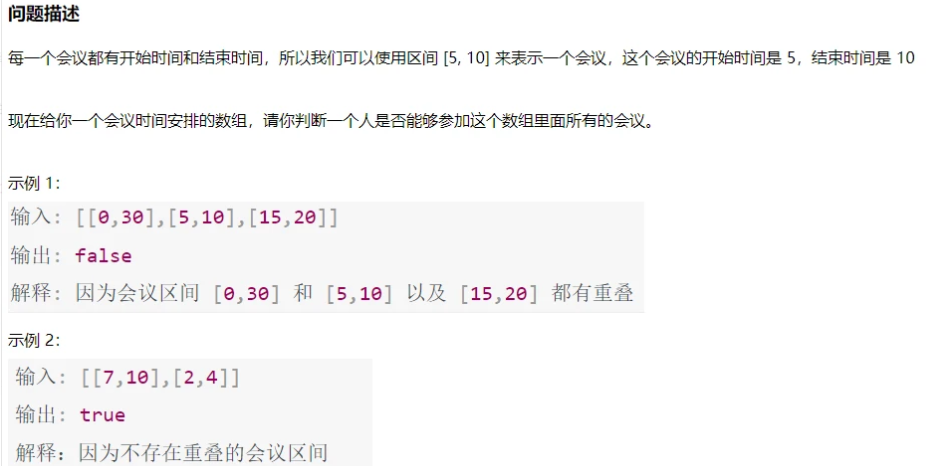 问题描述
每一个会议都有开始时间和结束时间，所以我们可以使用区间 [5, 10] 来表示一个会议，这个会议的开始时间是 5，结束时间是 10
现在给你一个会议时间安排的数组，请你判断一个人是否能够参加这个数组里面所有的会议。
示例 1：
输入: [[0,30],[5,10],[15,20]]
输出: false
解释: 因为会议区间 [0,30] 和 [5,10] 以及 [15,20] 都有重叠
示例 2：
输入: [[7,10],[2,4]]
输出: true
解释：因为不存在重叠的会议区间